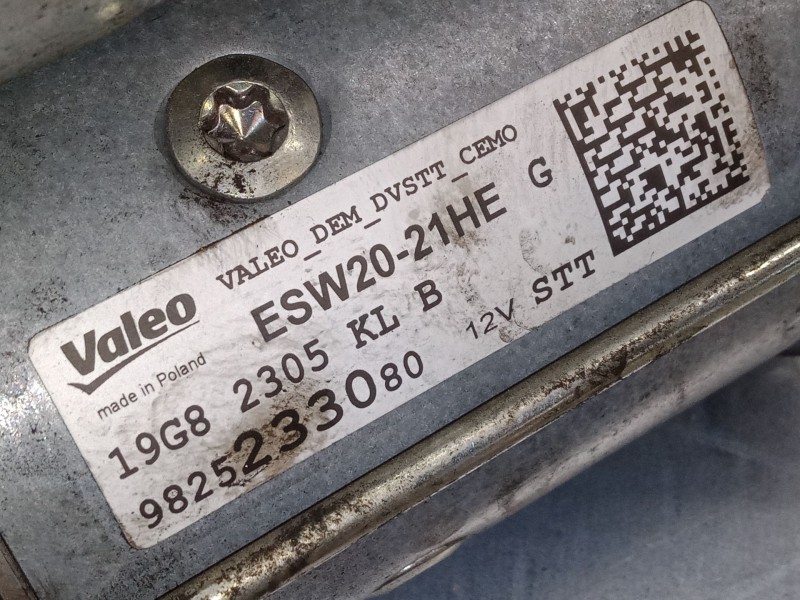 VALEO_DEM_DVSTT_CEMO
Valeo
ESW20-21HE G
made in Poland
19G8 2305 KL B
12V STT
9825233080